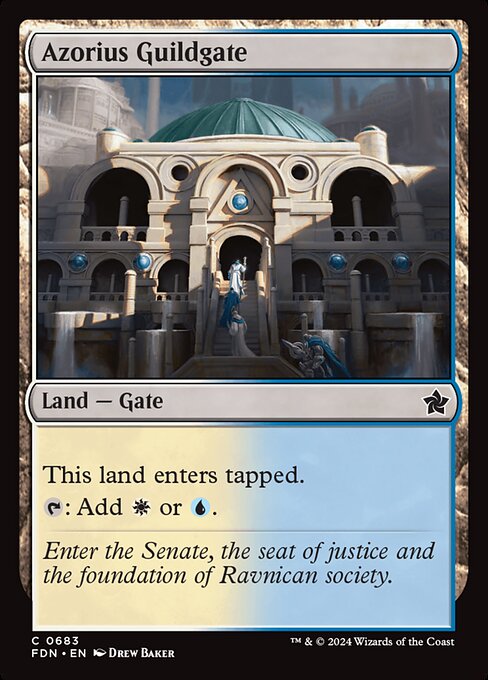 Azorius Guildgate
Land — Gate
This land enters tapped.
: Add or .
Enter the Senate, the seat of justice and
the foundation of Ravnican society.
C 0683
FDN • EN Drew Baker
™ & © 2024 Wizards of the Coast